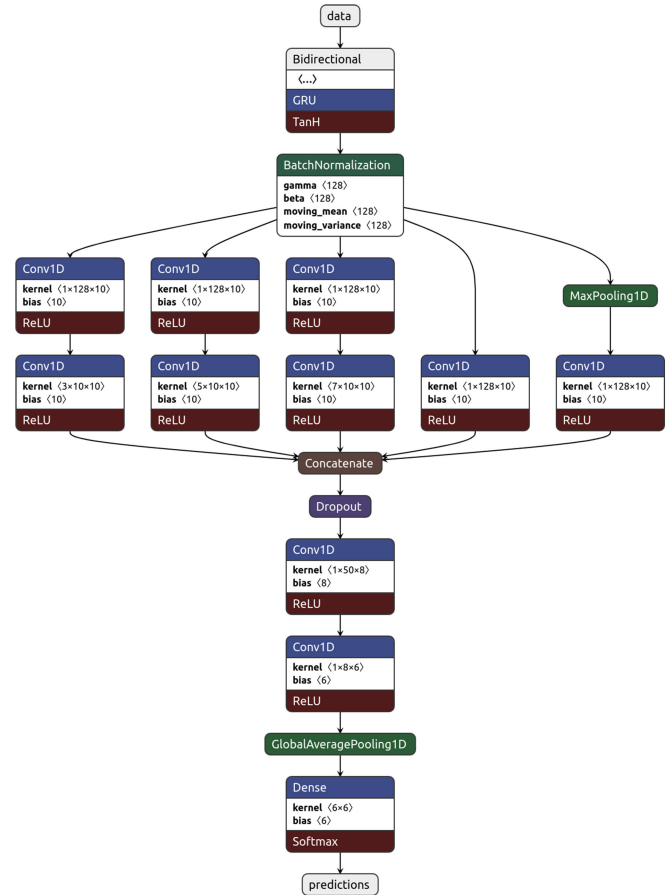 data
Bidirectional
⟨...⟩
GRU
TanH
BatchNormalization
gamma ⟨128⟩
beta ⟨128⟩
moving_mean ⟨128⟩
moving_variance ⟨128⟩
Conv1D
kernel ⟨1×128×10⟩
bias ⟨10⟩
ReLU
Conv1D
kernel ⟨1×128×10⟩
bias ⟨10⟩
ReLU
Conv1D
kernel ⟨1×128×10⟩
bias ⟨10⟩
ReLU
MaxPooling1D
Conv1D
kernel ⟨3×10×10⟩
bias ⟨10⟩
ReLU
Conv1D
kernel ⟨5×10×10⟩
bias ⟨10⟩
ReLU
Conv1D
kernel ⟨7×10×10⟩
bias ⟨10⟩
ReLU
Conv1D
kernel ⟨1×128×10⟩
bias ⟨10⟩
ReLU
Conv1D
kernel ⟨1×128×10⟩
bias ⟨10⟩
ReLU
Concatenate
Dropout
Conv1D
kernel ⟨1×50×8⟩
bias ⟨8⟩
ReLU
Conv1D
kernel ⟨1×8×6⟩
bias ⟨6⟩
ReLU
GlobalAveragePooling1D
Dense
kernel ⟨6×6⟩
bias ⟨6⟩
Softmax
predictions